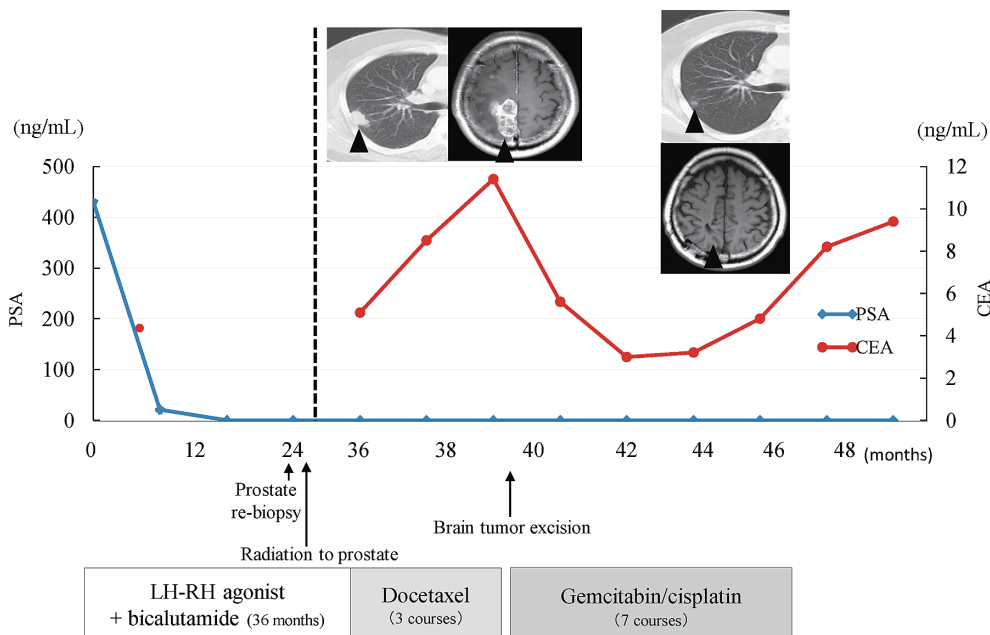 (ng/mL)
(ng/mL)
PSA
CEA
500
400
300
200
100
0
12
10
8
6
4
2
0
PSA
CEA
0 12 24 36 38 40 42 44 46 48 (months)
Prostate
re-biopsy
Radiation to prostate
Brain tumor excision
LH-RH agonist
+ bicalutamide (36 months)
Docetaxel
(3 courses)
Gemcitabin/cisplatin
(7 courses)